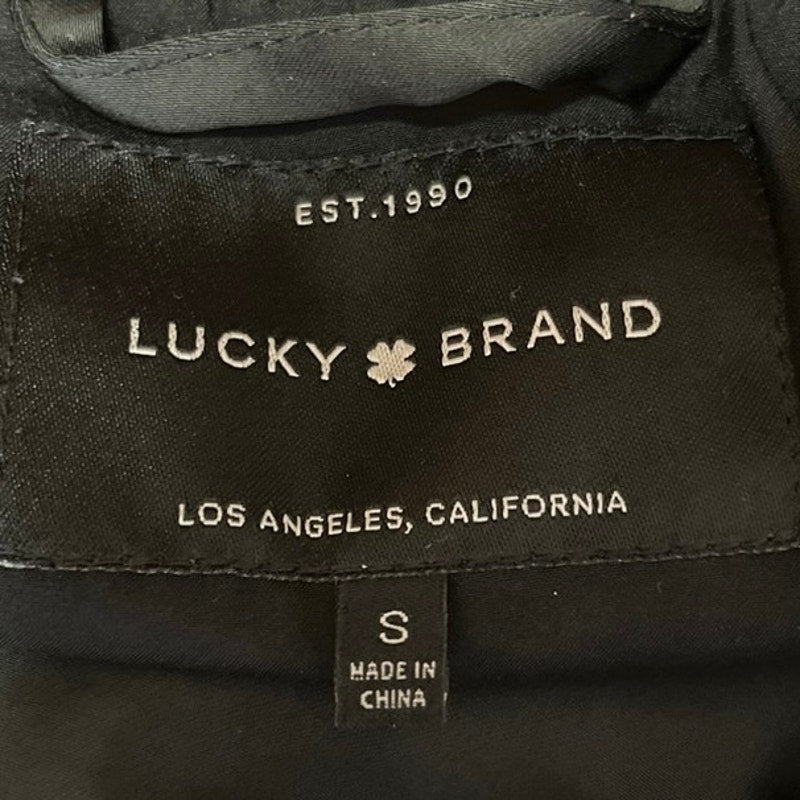 EST.1990
LUCKY BRAND
LOS ANGELES, CALIFORNIA
S
MADE IN
CHINA